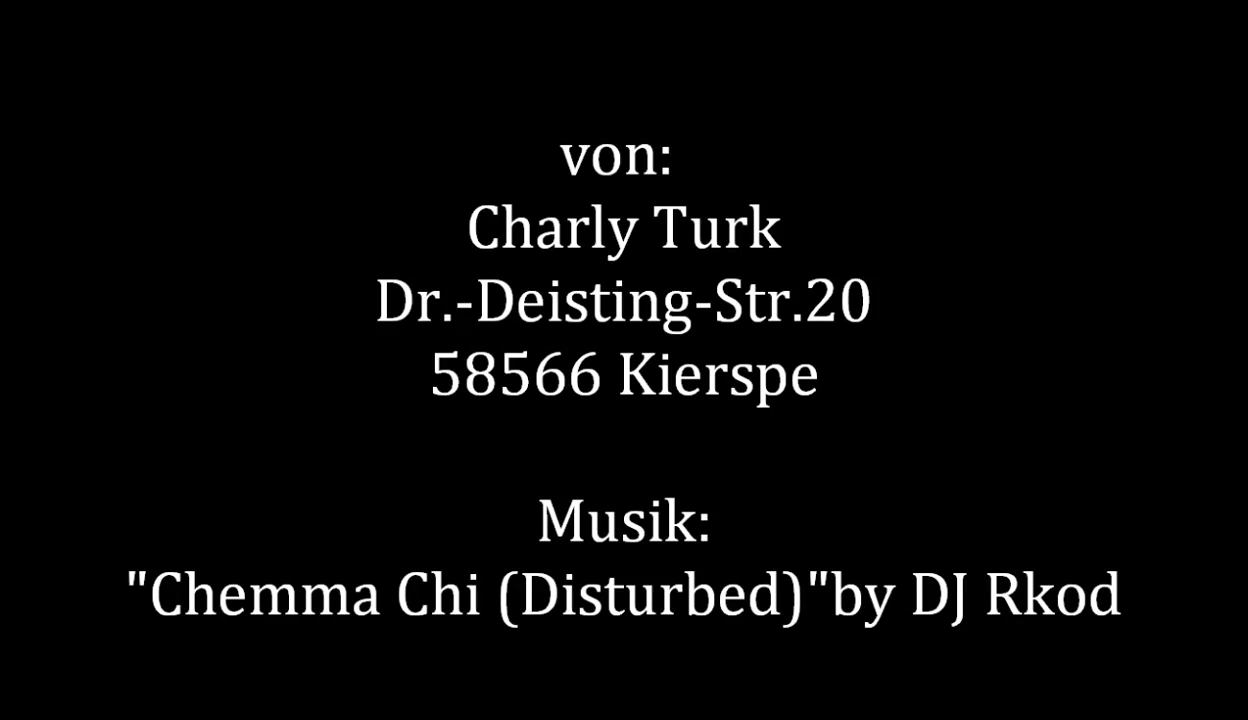 von:
Charly Turk
Dr.-Deisting-Str.20
58566 Kierspe
Musik:
"Chemma Chi (Disturbed)"by DJ Rkod